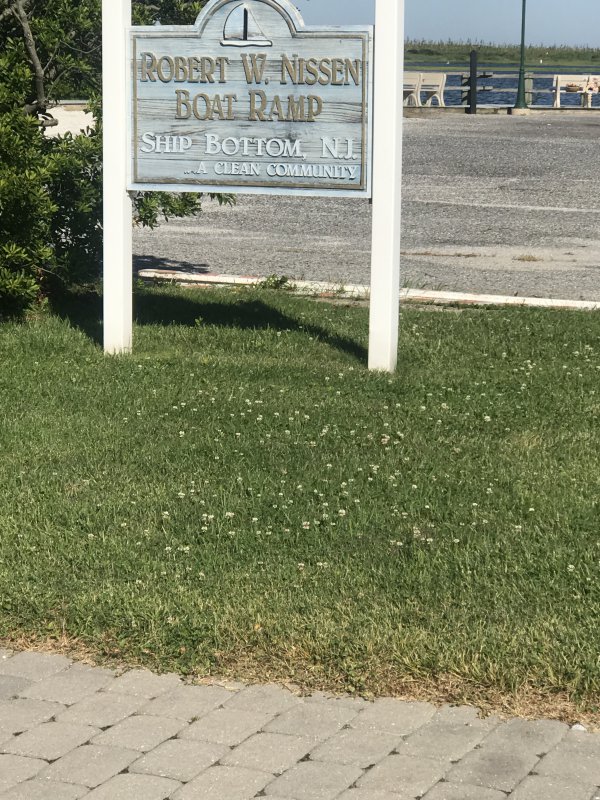 ROBERT W. NISSEN
BOAT RAMP
SHIP BOTTOM, N.J.
...A CLEAN COMMUNITY